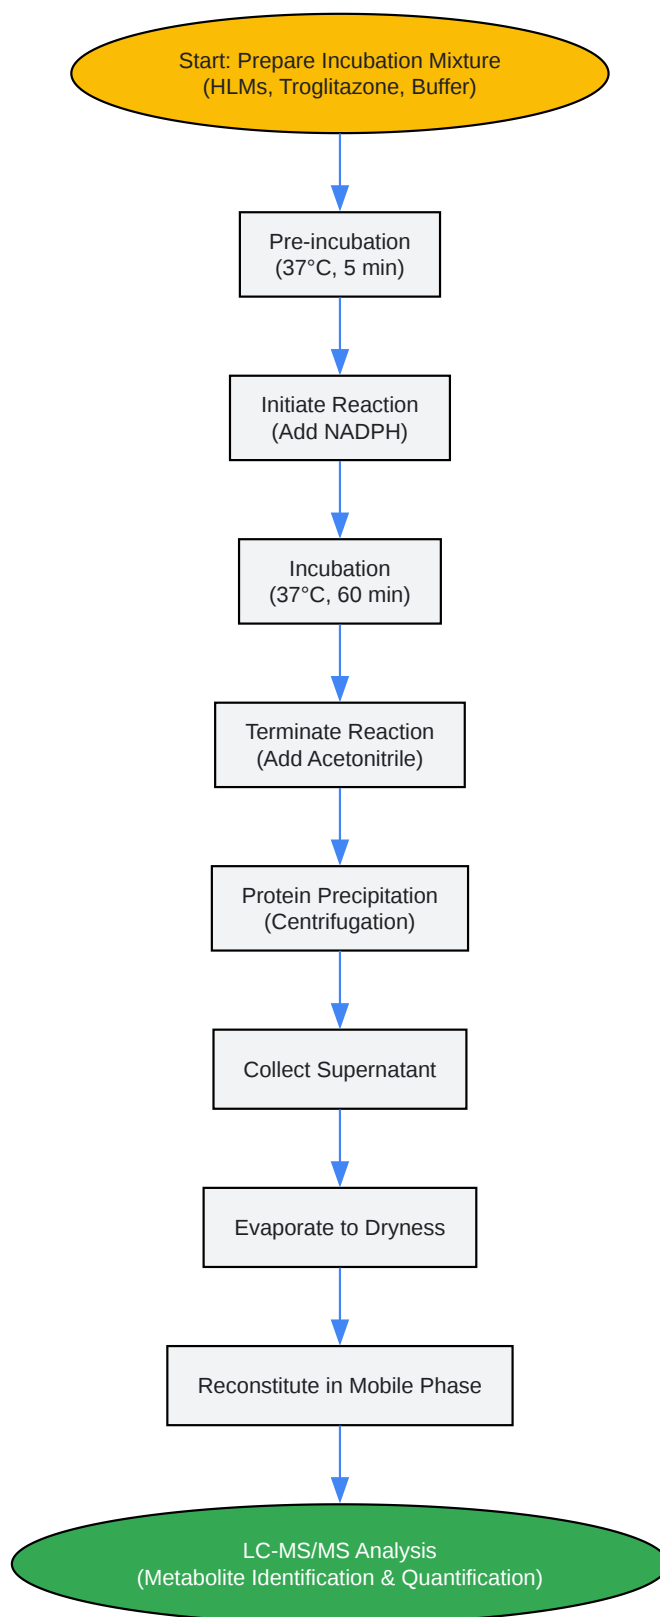 Start: Prepare Incubation Mixture
(HLMs, Troglitazone, Buffer)
Pre-incubation
(37°C, 5 min)
Initiate Reaction
(Add NADPH)
Incubation
(37°C, 60 min)
Terminate Reaction
(Add Acetonitrile)
Protein Precipitation
(Centrifugation)
Collect Supernatant
Evaporate to Dryness
Reconstitute in Mobile Phase
LC-MS/MS Analysis
(Metabolite Identification & Quantification)